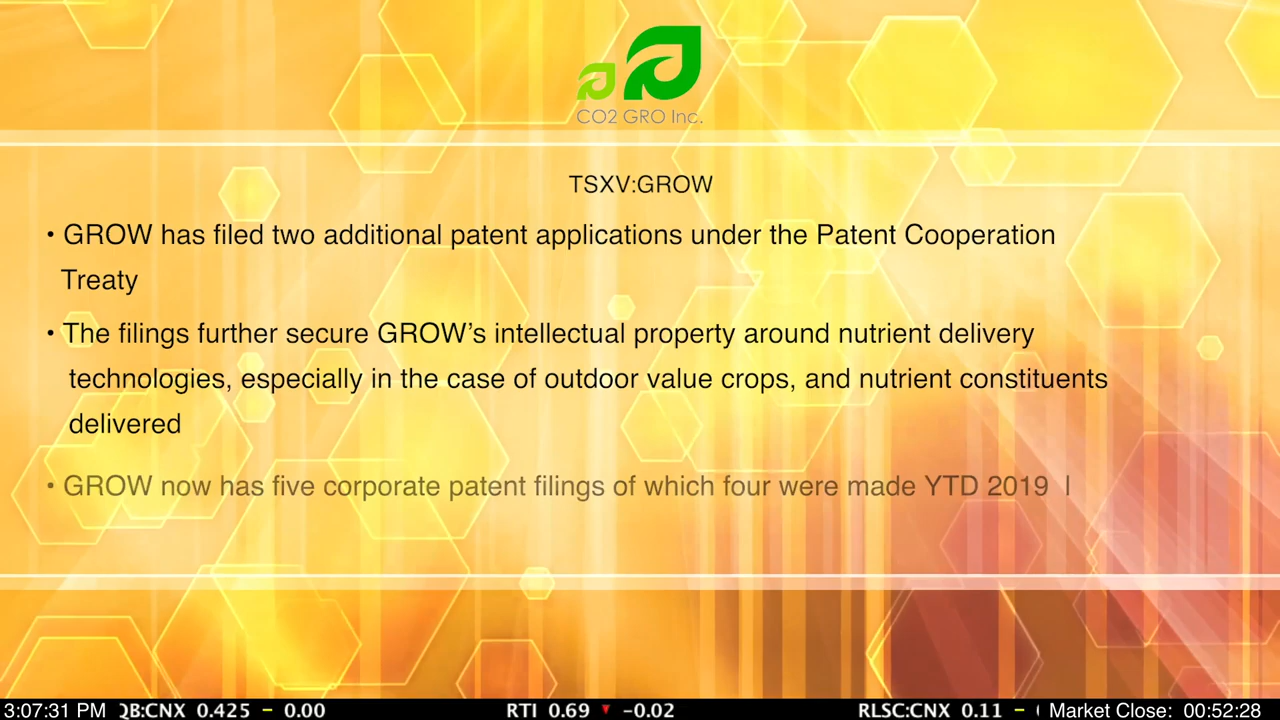 CO2 GRO Inc.
TSXV:GROW
• GROW has filed two additional patent applications under the Patent Cooperation
Treaty
• The filings further secure GROW's intellectual property around nutrient delivery
technologies, especially in the case of outdoor value crops, and nutrient constituents
delivered
• GROW now has five corporate patent filings of which four were made YTD 2019
3:07:31 PM QB:CNX 0.425 – 0.00 RTI 0.69 ▼ -0.02 RLSC:CNX 0.11 – Market Close: 00:52:28